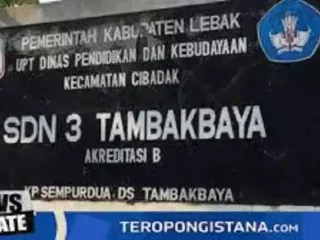 PEMERINTAH KABUPATEN LEBAK
UPT DINAS PENDIDIKAN DAN KEBUDAYAAN
KECAMATAN CIBADAK
SDN 3 TAMBAKBAYA
AKREDITASI B
KP SEMPURDUA DS TAMBAKBAYA
TEROPONGISTANA.COM